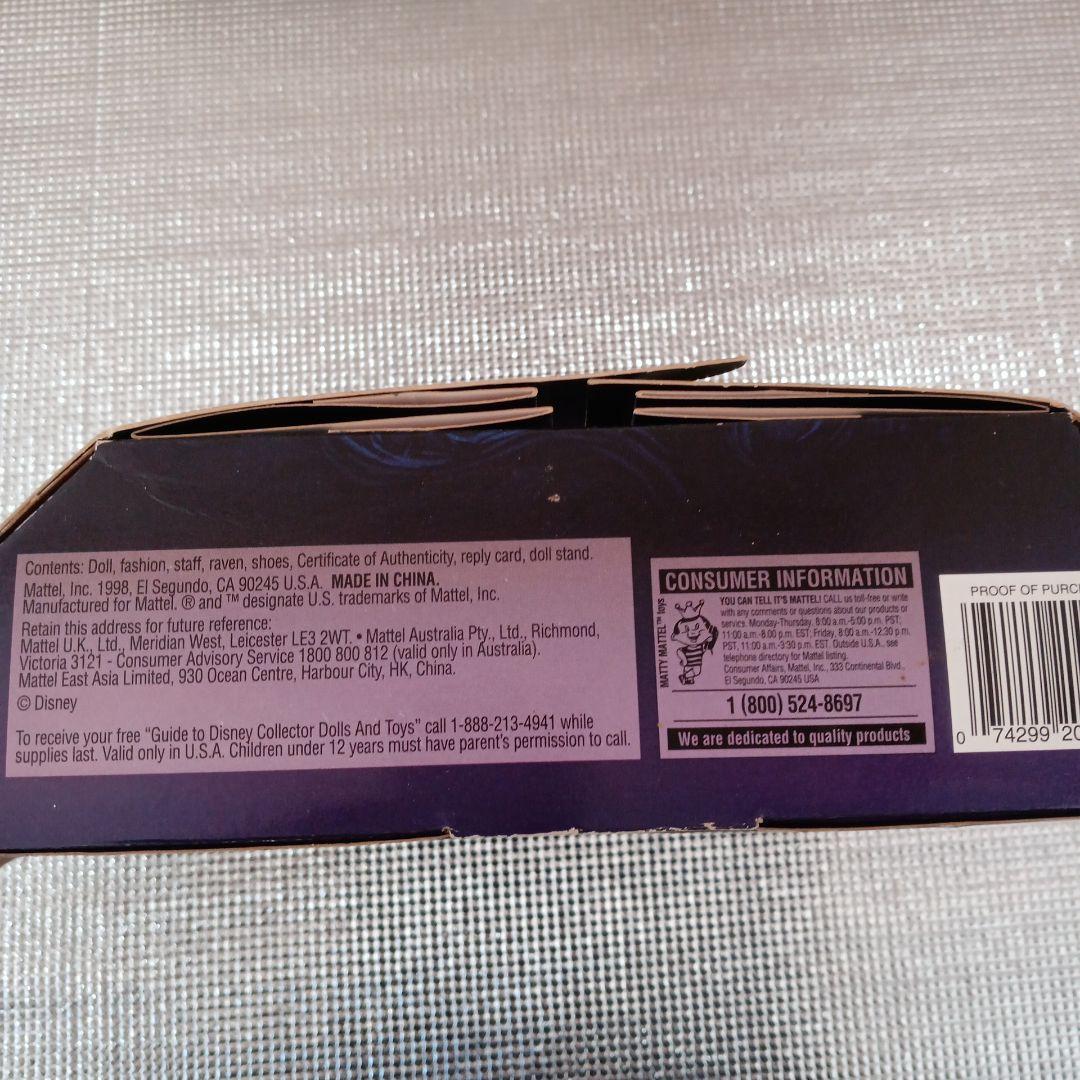 Contents: Doll, fashion, staff, raven, shoes, Certificate of Authenticity, reply card, doll stand.
Mattel, Inc. 1998, El Segundo, CA 90245 U.S.A. MADE IN CHINA.
Manufactured for Mattel. ® and ™ designate U.S. trademarks of Mattel, Inc.
Retain this address for future reference:
Mattel U.K., Ltd., Meridian West, Leicester LE3 2WT. • Mattel Australia Pty., Ltd., Richmond,
Victoria 3121 - Consumer Advisory Service 1800 800 812 (valid only in Australia).
Mattel East Asia Limited, 930 Ocean Centre, Harbour City, HK, China.
© Disney
To receive your free “Guide to Disney Collector Dolls And Toys” call 1-888-213-4941 while
supplies last. Valid only in U.S.A. Children under 12 years must have parent's permission to call.
CONSUMER INFORMATION
MATTY MATTEL™ toys
YOU CAN TELL IT'S MATTEL! CALL us toll-free or write
with any comments or questions about our products or
service. Monday-Thursday, 8:00 a.m.-5:00 p.m. PST;
11:00 a.m.-8:00 p.m. EST; Friday, 8:00 a.m.-12:30 p.m.
PST, 11:00 a.m.-3:30 p.m. EST. Outside U.S.A., see
telephone directory for Mattel listing.
Consumer Affairs, Mattel, Inc., 333 Continental Blvd.,
El Segundo, CA 90245 USA
1 (800) 524-8697
We are dedicated to quality products
PROOF OF PURC
0 74299 20